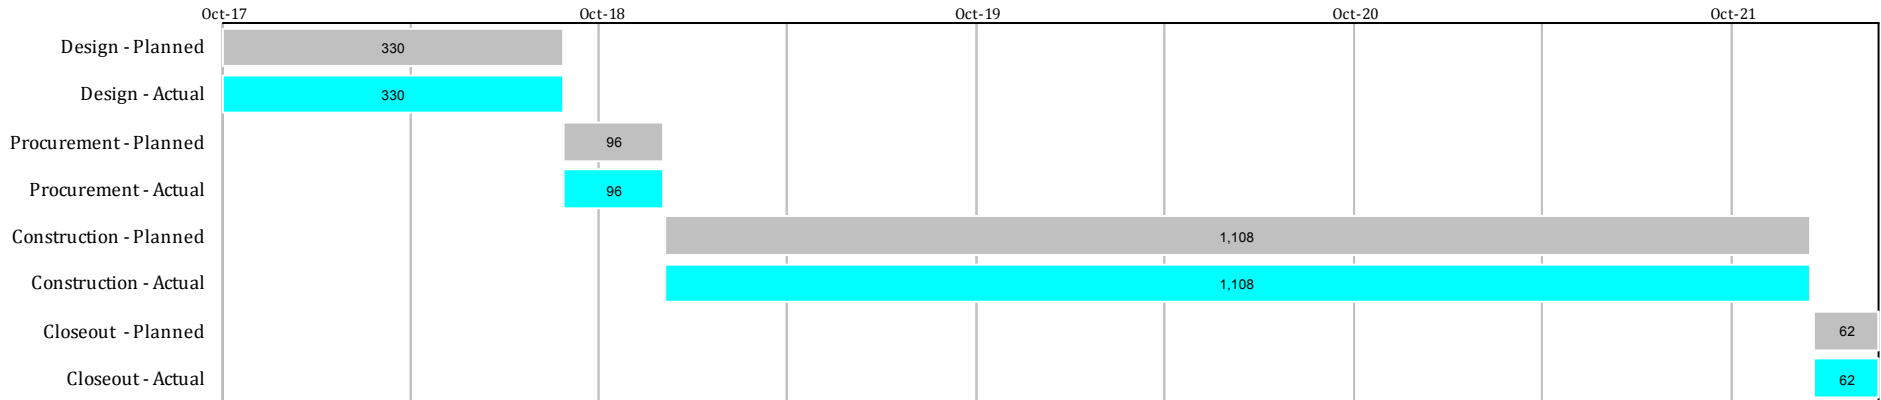 Oct-17 Oct-18 Oct-19 Oct-20 Oct-21
Design - Planned 330
Design - Actual 330
Procurement - Planned 96
Procurement - Actual 96
Construction - Planned 1,108
Construction - Actual 1,108
Closeout - Planned 62
Closeout - Actual 62